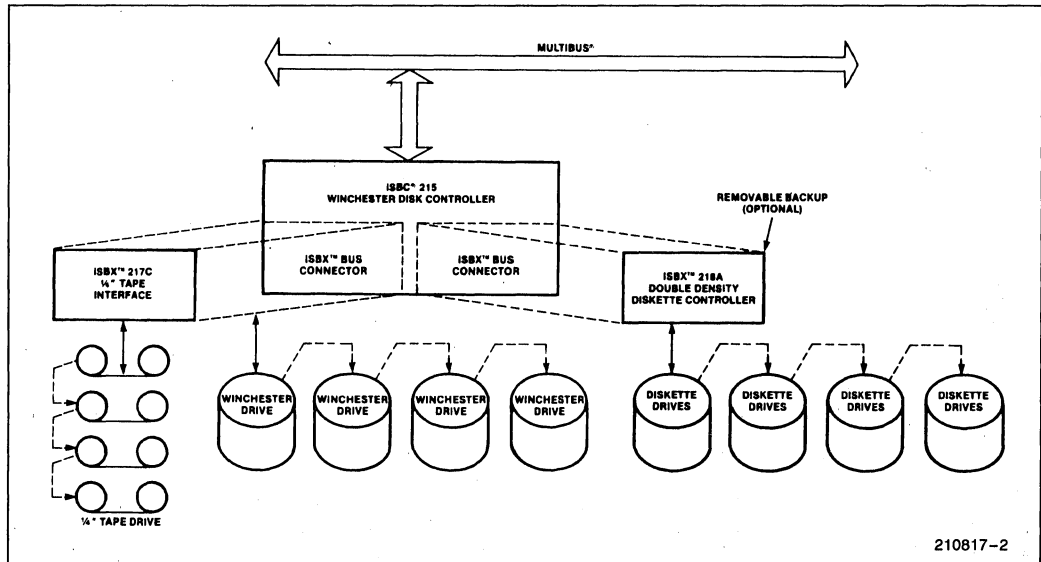 MULTIBUS®
iSBC® 215
WINCHESTER DISK CONTROLLER
REMOVABLE BACKUP
(OPTIONAL)
iSBX™ 217C
¼" TAPE
INTERFACE
iSBX™ BUS
CONNECTOR
iSBX™ BUS
CONNECTOR
iSBX™ 218A
DOUBLE DENSITY
DISKETTE CONTROLLER
WINCHESTER
DRIVE
WINCHESTER
DRIVE
WINCHESTER
DRIVE
WINCHESTER
DRIVE
DISKETTE
DRIVES
DISKETTE
DRIVES
DISKETTE
DRIVES
DISKETTE
DRIVES
¼" TAPE DRIVE
210817-2